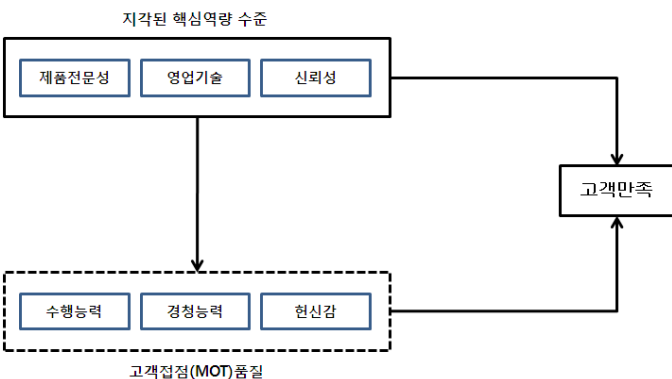 지각된 핵심역량 수준
제품전문성 영업기술 신뢰성
고객만족
수행능력 경청능력 헌신감
고객접점(MOT)품질